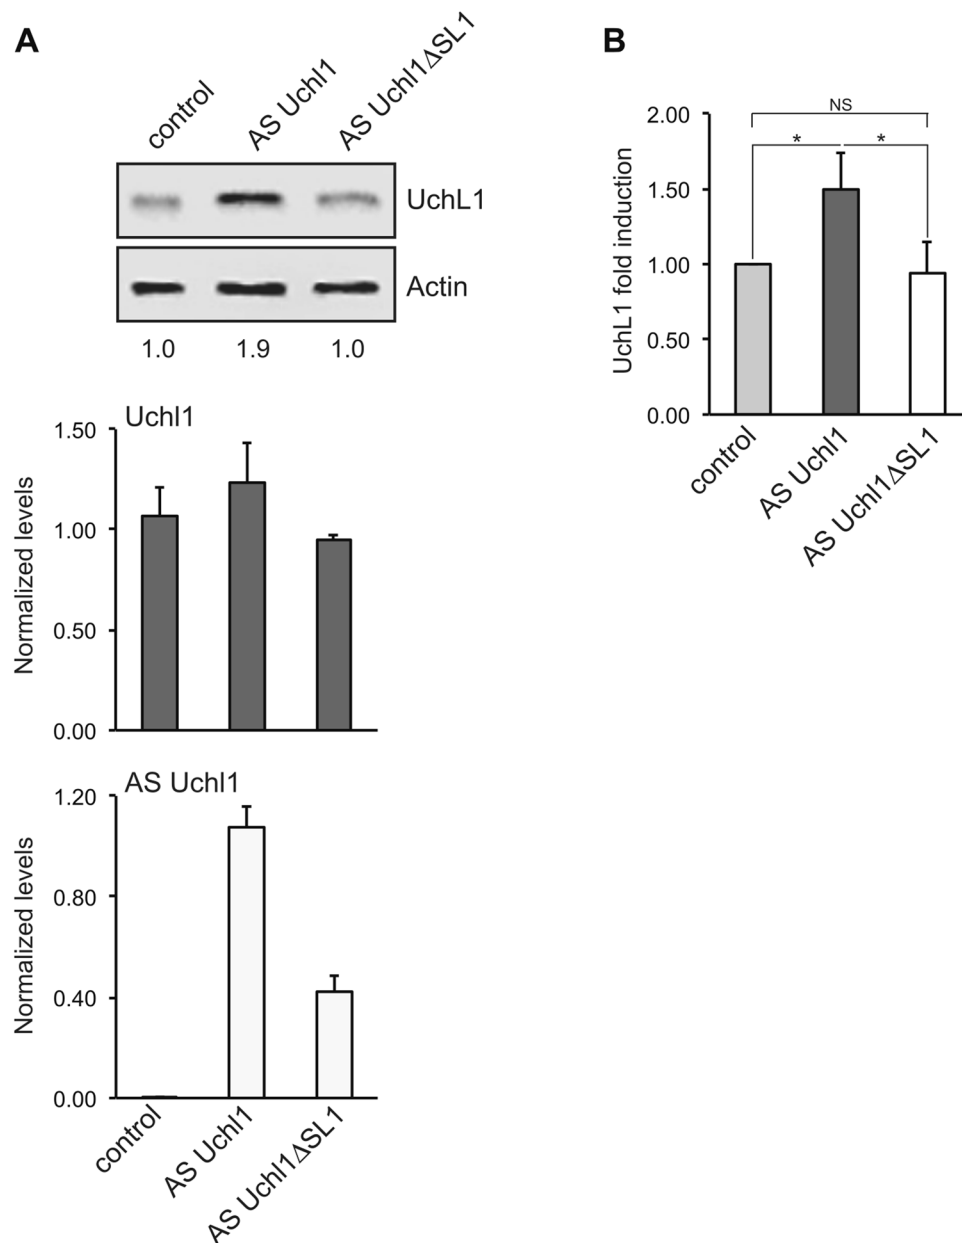 A
control
AS Uchl1
AS Uchl1ΔSL1
UchL1
Actin
1.0 1.9 1.0
Uchl1
Normalized levels
1.50
1.00
0.50
0.00
AS Uchl1
Normalized levels
1.20
0.80
0.40
0.00
control
AS Uchl1
AS Uchl1ΔSL1
B
NS
* *
UchL1 fold induction
2.00
1.50
1.00
0.50
0.00
control
AS Uchl1
AS Uchl1ΔSL1